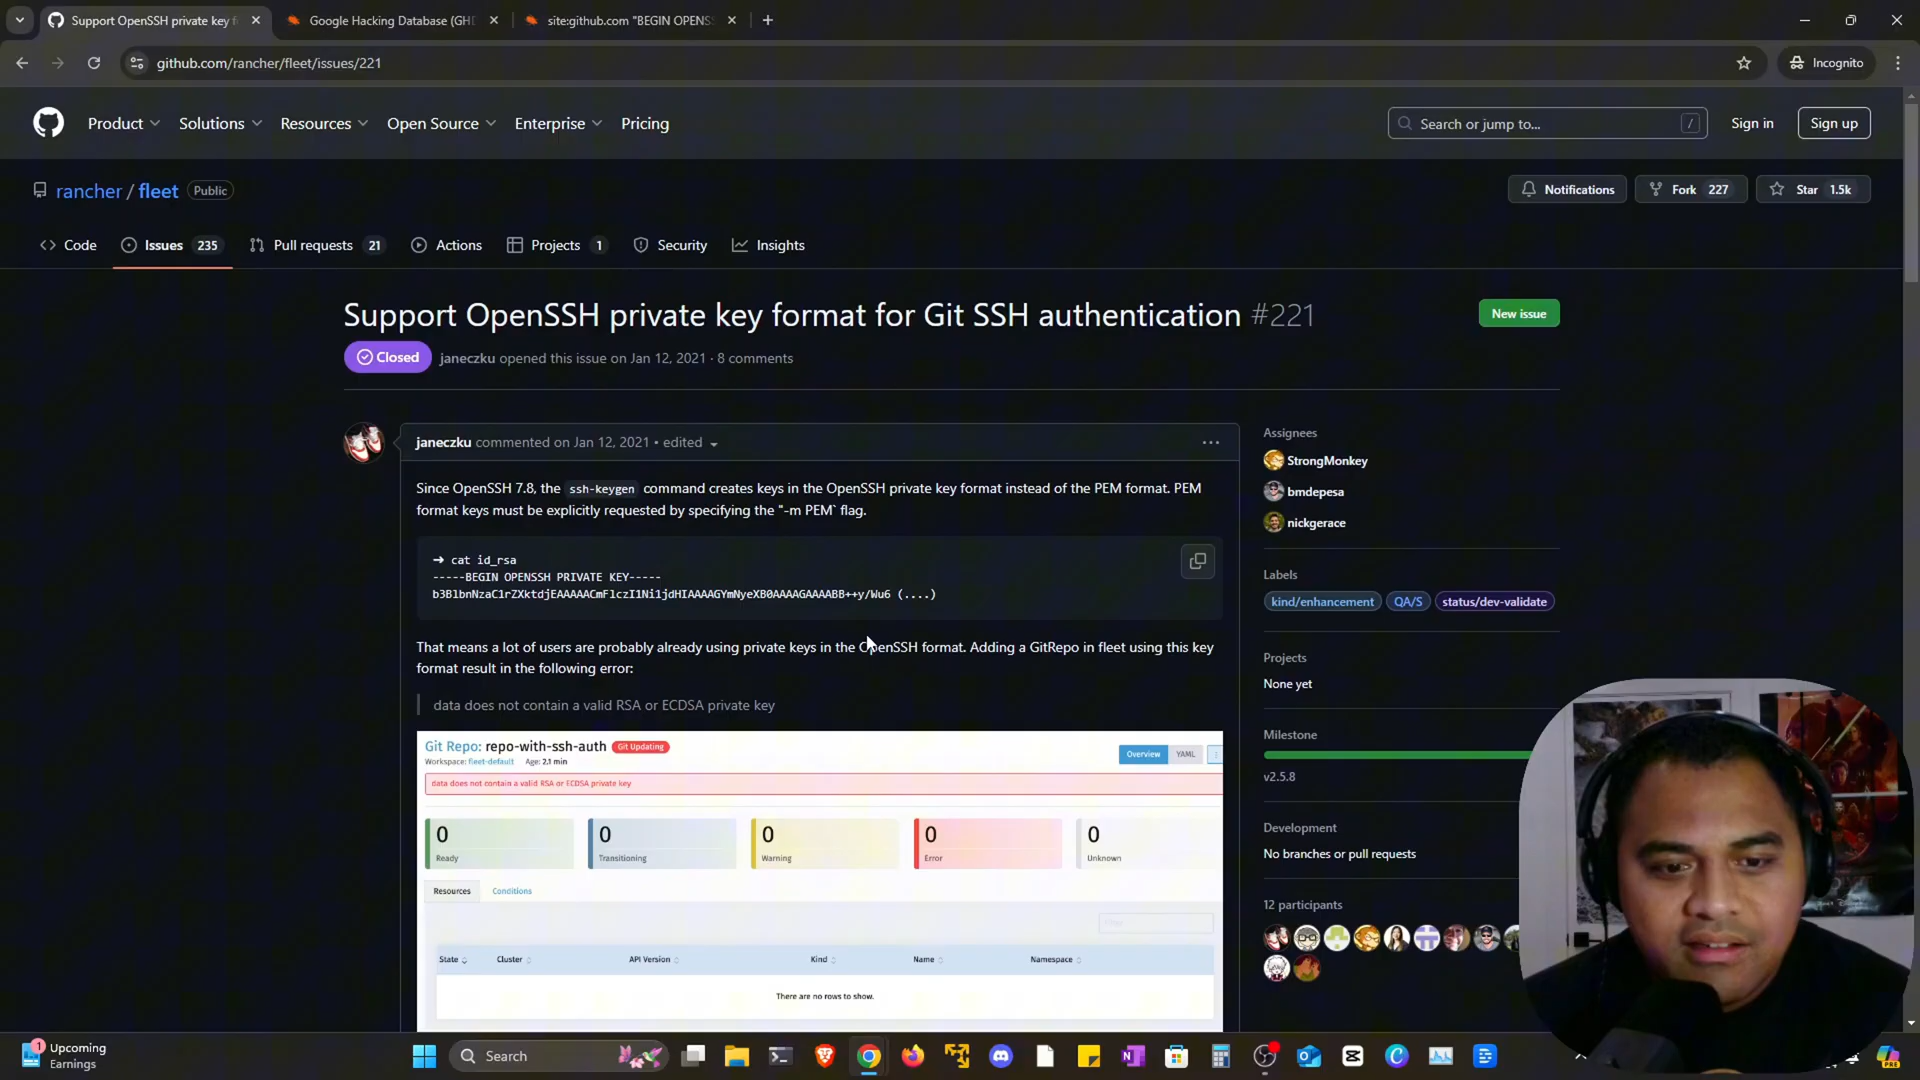 Support OpenSSH private key f
Google Hacking Database (GHD
site:github.com "BEGIN OPENSS
github.com/rancher/fleet/issues/221
Incognito
Product
Solutions
Resources
Open Source
Enterprise
Pricing
Search or jump to...
/
Sign in
Sign up
rancher / fleet
Public
Notifications
Fork 227
Star 1.5k
Code
Issues 235
Pull requests 21
Actions
Projects 1
Security
Insights
Support OpenSSH private key format for Git SSH authentication #221
New issue
Closed
janeczku opened this issue on Jan 12, 2021 · 8 comments
janeczku commented on Jan 12, 2021 • edited
Since OpenSSH 7.8, the ssh-keygen command creates keys in the OpenSSH private key format instead of the PEM format. PEM
format keys must be explicitly requested by specifying the "-m PEM` flag.
➜ cat id_rsa
-----BEGIN OPENSSH PRIVATE KEY-----
b3BlbnNzaC1rZXktdjEAAAAACmFlczI1Ni1jdHIAAAAGYmNyeXB0AAAAGAAAABB++y/Wu6 (....)
That means a lot of users are probably already using private keys in the OpenSSH format. Adding a GitRepo in fleet using this key
format result in the following error:
data does not contain a valid RSA or ECDSA private key
Git Repo: repo-with-ssh-auth Git Updating
Workspace: fleet-default Age: 2.1 min
Overview
YAML
data does not contain a valid RSA or ECDSA private key
0
Ready
0
Transitioning
0
Warning
0
Error
0
Unknown
Resources
Conditions
Filter
State
Cluster
API Version
Kind
Name
Namespace
There are no rows to show.
Assignees
StrongMonkey
bmdepesa
nickgerace
Labels
kind/enhancement
QA/S
status/dev-validate
Projects
None yet
Milestone
v2.5.8
Development
No branches or pull requests
12 participants
1
Upcoming
Earnings
Search
PRE